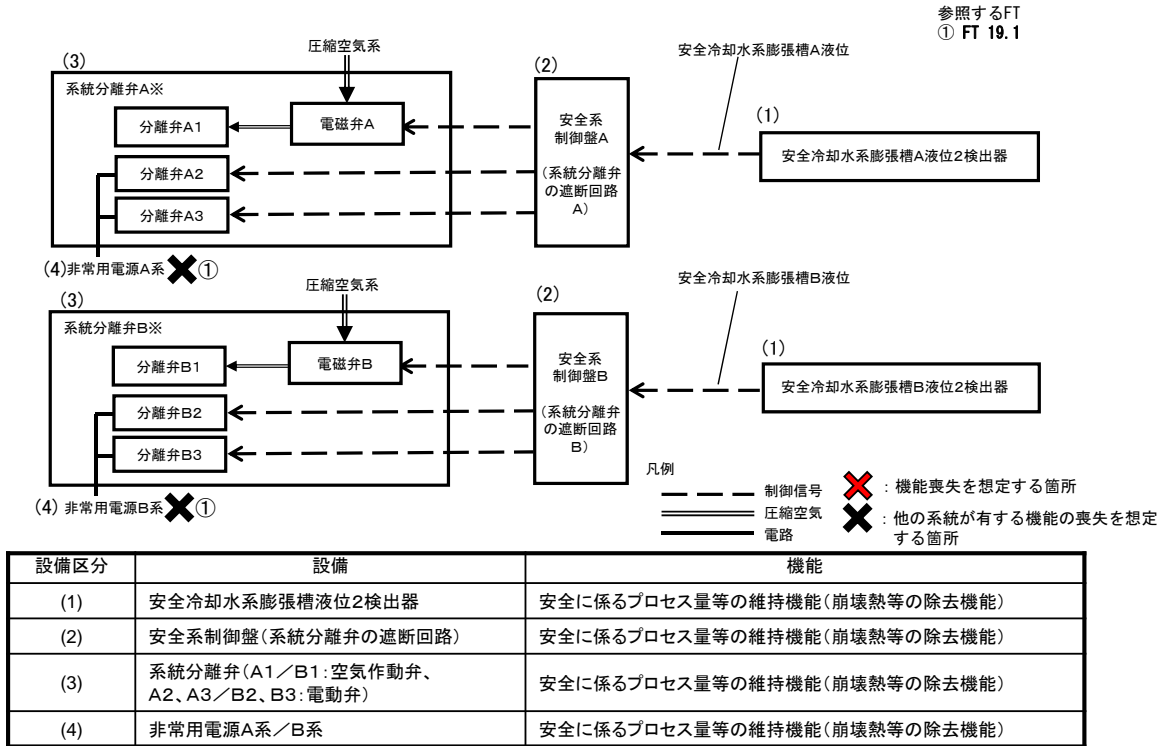 参照するFT
① FT 19.1
圧縮空気系
安全冷却水系膨張槽A液位
(3)
(2)
系統分離弁A※
(1)
分離弁A1
電磁弁A
安全系
制御盤A
安全冷却水系膨張槽A液位2検出器
分離弁A2
(系統分離弁
の遮断回路
A)
分離弁A3
(4)非常用電源A系 ①
圧縮空気系
安全冷却水系膨張槽B液位
(3)
(2)
系統分離弁B※
(1)
分離弁B1
電磁弁B
安全系
制御盤B
安全冷却水系膨張槽B液位2検出器
分離弁B2
(系統分離弁
の遮断回路
B)
分離弁B3
(4) 非常用電源B系 ①
凡例
制御信号
圧縮空気
電路
：機能喪失を想定する箇所
：他の系統が有する機能の喪失を想定
する箇所
設備区分 設備 機能
(1) 安全冷却水系膨張槽液位2検出器 安全に係るプロセス量等の維持機能(崩壊熱等の除去機能)
(2) 安全系制御盤(系統分離弁の遮断回路) 安全に係るプロセス量等の維持機能(崩壊熱等の除去機能)
(3) 系統分離弁(A1／B1：空気作動弁、
A2、A3／B2、B3：電動弁) 安全に係るプロセス量等の維持機能(崩壊熱等の除去機能)
(4) 非常用電源A系／B系 安全に係るプロセス量等の維持機能(崩壊熱等の除去機能)